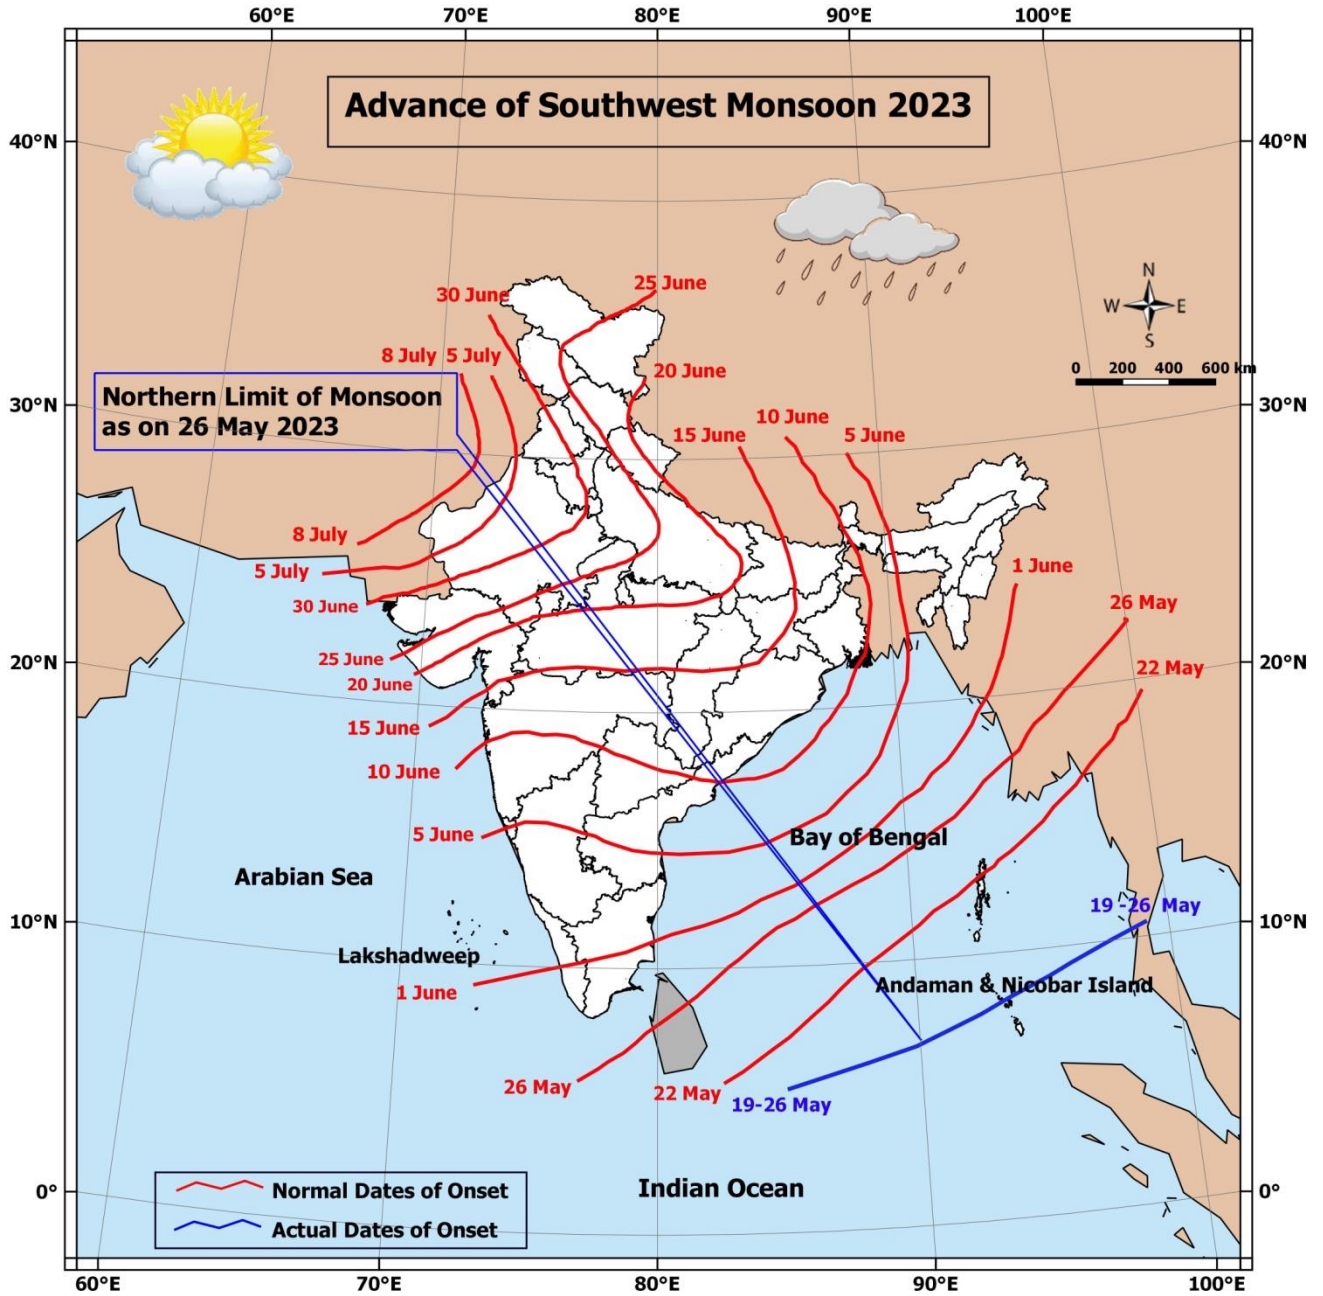 60°E 70°E 80°E 90°E 100°E
Advance of Southwest Monsoon 2023
40°N 40°N
N
W E
S
0 200 400 600 km
25 June
30 June
8 July 5 July
20 June
Northern Limit of Monsoon
as on 26 May 2023
30°N 30°N
10 June
15 June 5 June
8 July
5 July
1 June
30 June
26 May
25 June
20°N 20°N
22 May
20 June
15 June
10 June
5 June
Bay of Bengal
Arabian Sea
19 -26 May
10°N 10°N
Lakshadweep
Andaman & Nicobar Island
1 June
26 May
22 May
19-26 May
Normal Dates of Onset
Indian Ocean
0° 0°
Actual Dates of Onset
60°E 70°E 80°E 90°E 100°E